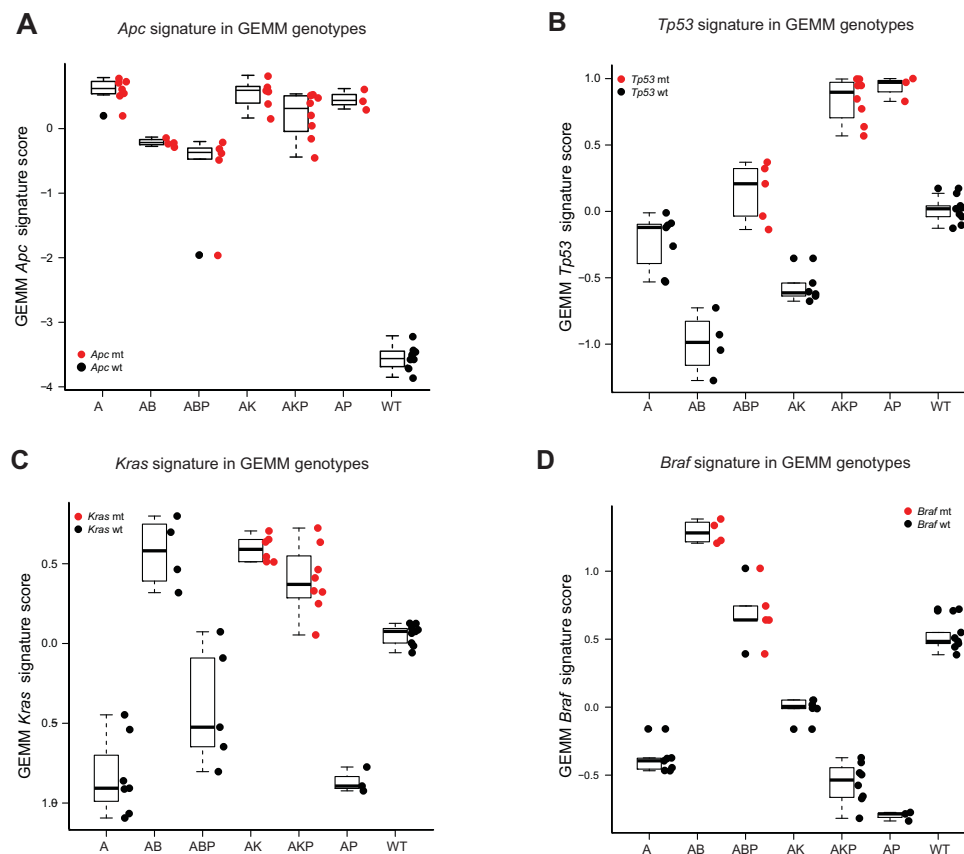 A
Apc signature in GEMM genotypes
GEMM Apc signature score
0
−1
−2
−3
−4
Apc mt
Apc wt
A AB ABP AK AKP AP WT
B
Tp53 signature in GEMM genotypes
GEMM Tp53 signature score
Tp53 mt
Tp53 wt
1.0
0.5
0.0
−0.5
−1.0
A AB ABP AK AKP AP WT
C
Kras signature in GEMM genotypes
GEMM Kras signature score
Kras mt
Kras wt
0.5
0.0
0.5
1.0
A AB ABP AK AKP AP WT
D
Braf signature in GEMM genotypes
GEMM Braf signature score
Braf mt
Braf wt
1.0
0.5
0.0
−0.5
A AB ABP AK AKP AP WT